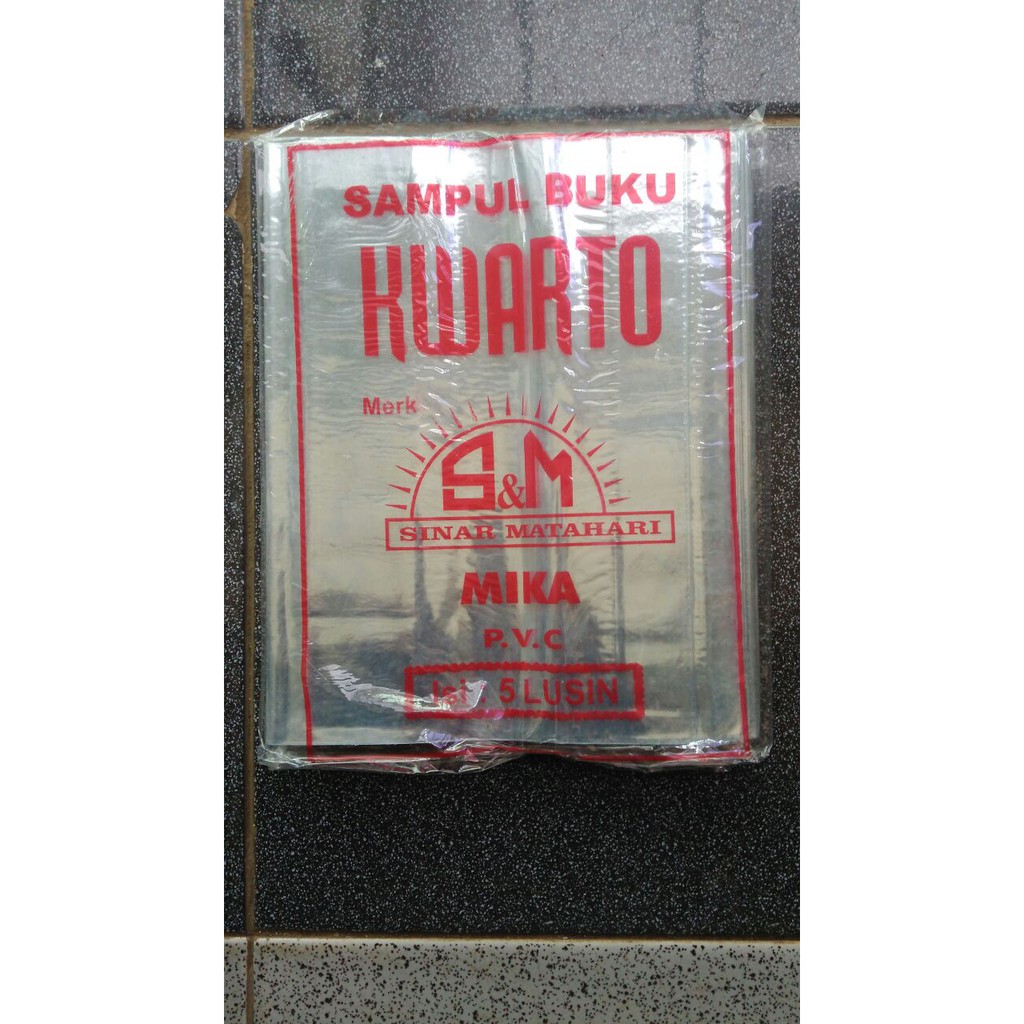 SAMPUL BUKU
KWARTO
Merk
S&M
SINAR MATAHARI
MIKA
P.V.C
Isi : 5 LUSIN